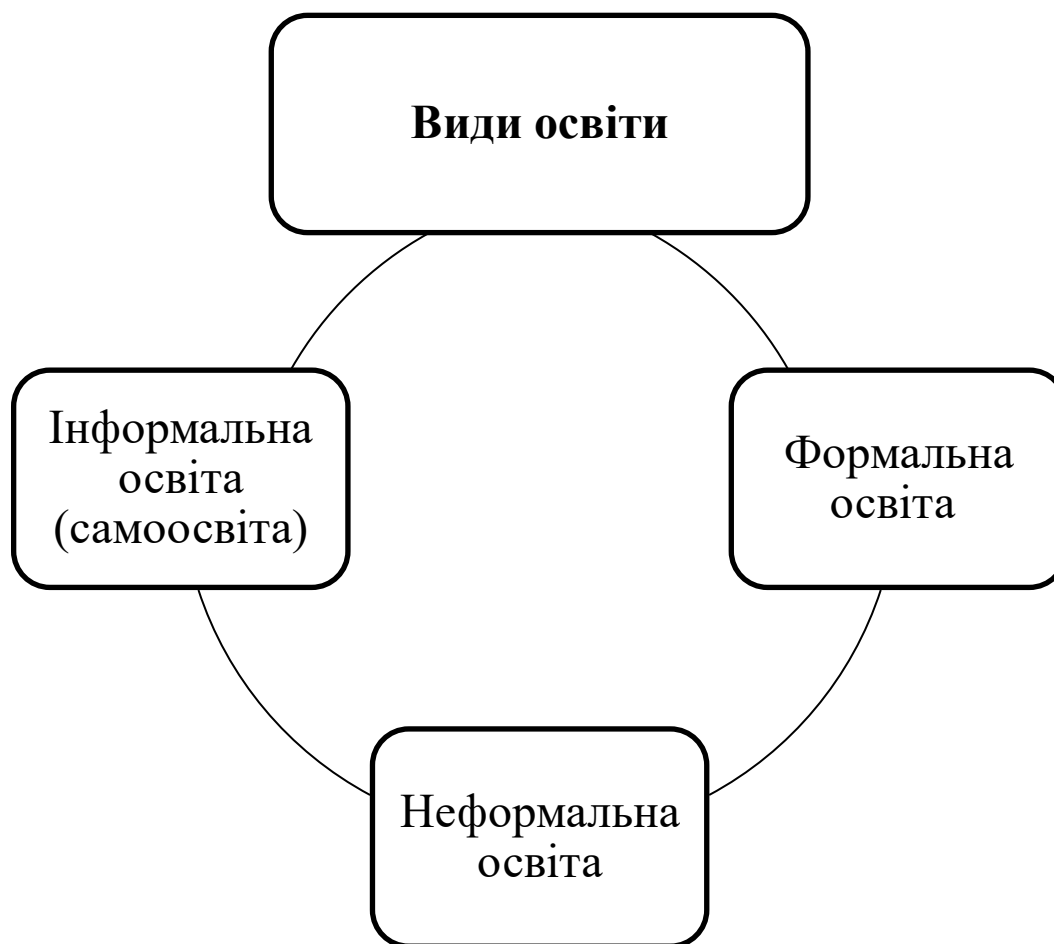 Види освіти
Інформальна
освіта
(самоосвіта)
Формальна
освіта
Неформальна
освіта